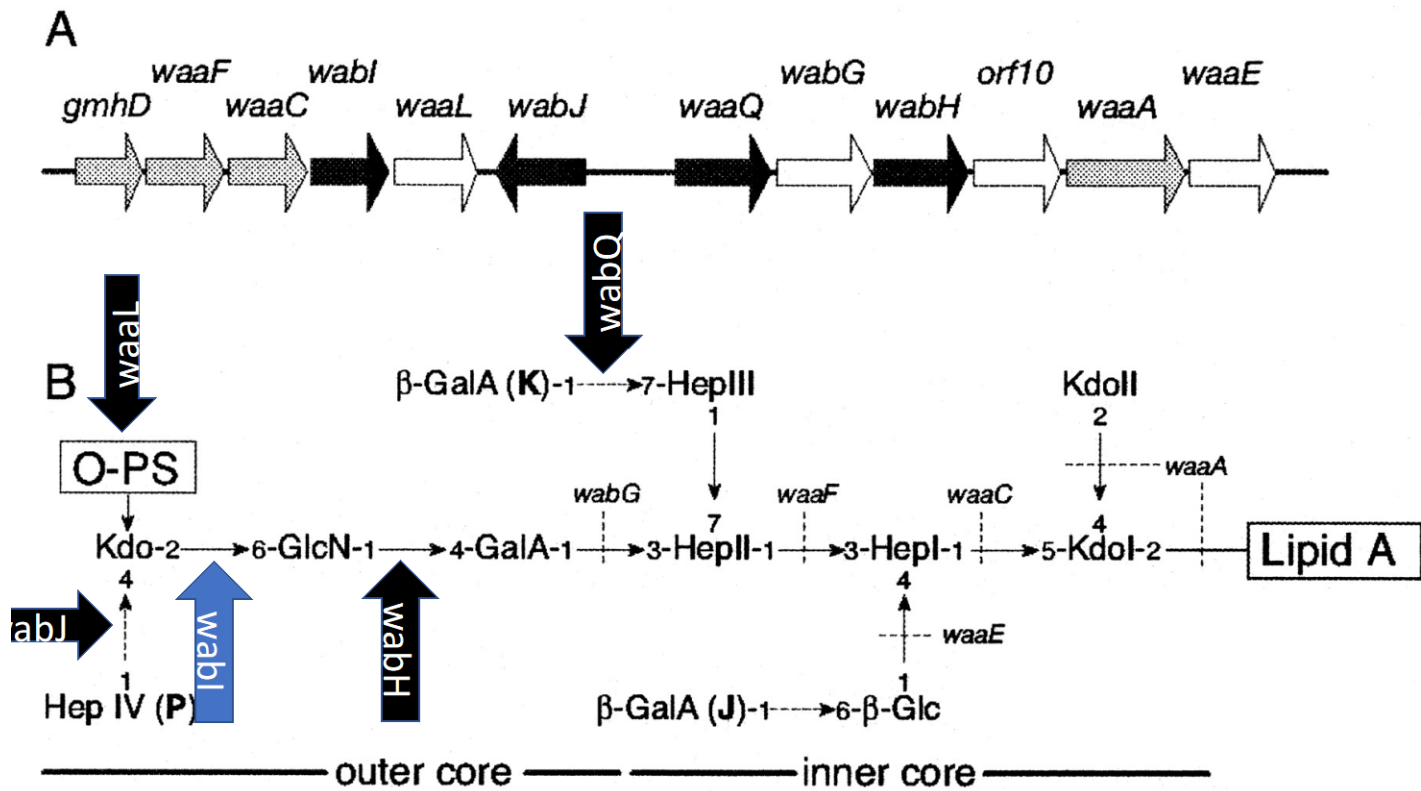 A
waaF wabI wabG orf10 waaE
gmhD waaC waaL wabJ waaQ wabH waaA
wabQ
waaL
B
β-GalA (K)-1 7-HepIII KdoII
1 2
O-PS
wabG waaF waaC waaA
7 4
Kdo-2 6-GlcN-1 4-GalA-1 3-HepII-1 3-HepI-1 5-KdoI-2 Lipid A
4 4
abJ wabI wabH waaE
1 1
Hep IV (P) β-GalA (J)-1 6-β-Glc
outer core inner core